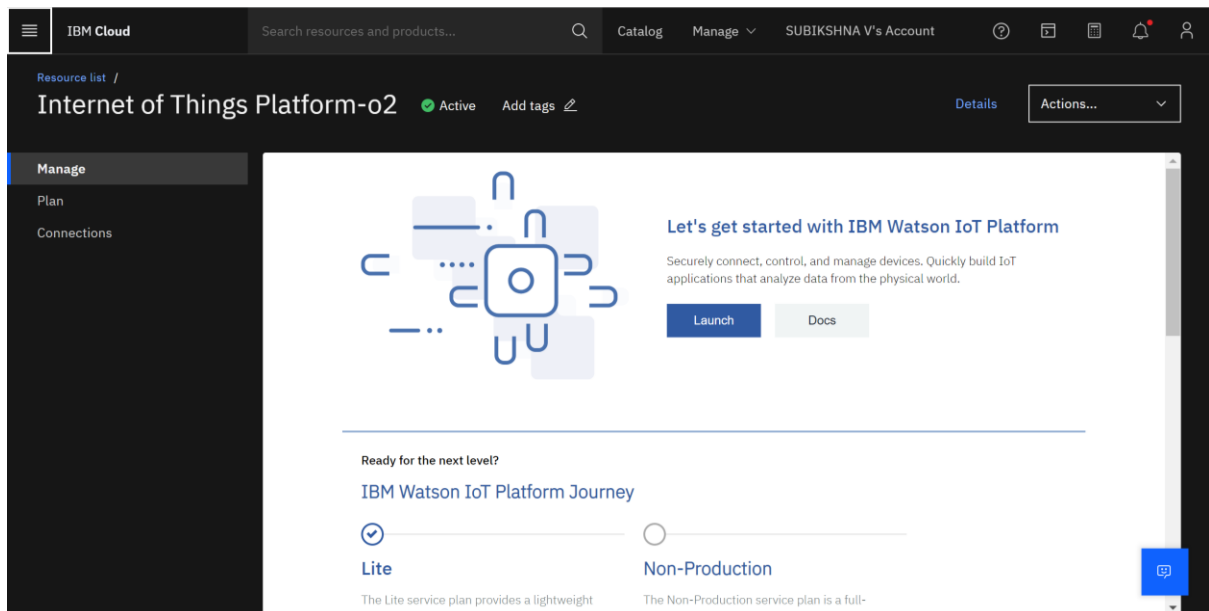 IBM Cloud
Search resources and products...
Catalog
Manage
SUBIKSHNA V's Account
Resource list /
Internet of Things Platform-o2
Active
Add tags
Details
Actions...
Manage
Plan
Connections
Let's get started with IBM Watson IoT Platform
Securely connect, control, and manage devices. Quickly build IoT
applications that analyze data from the physical world.
Launch
Docs
Ready for the next level?
IBM Watson IoT Platform Journey
Lite
Non-Production
The Lite service plan provides a lightweight
The Non-Production service plan is a full-